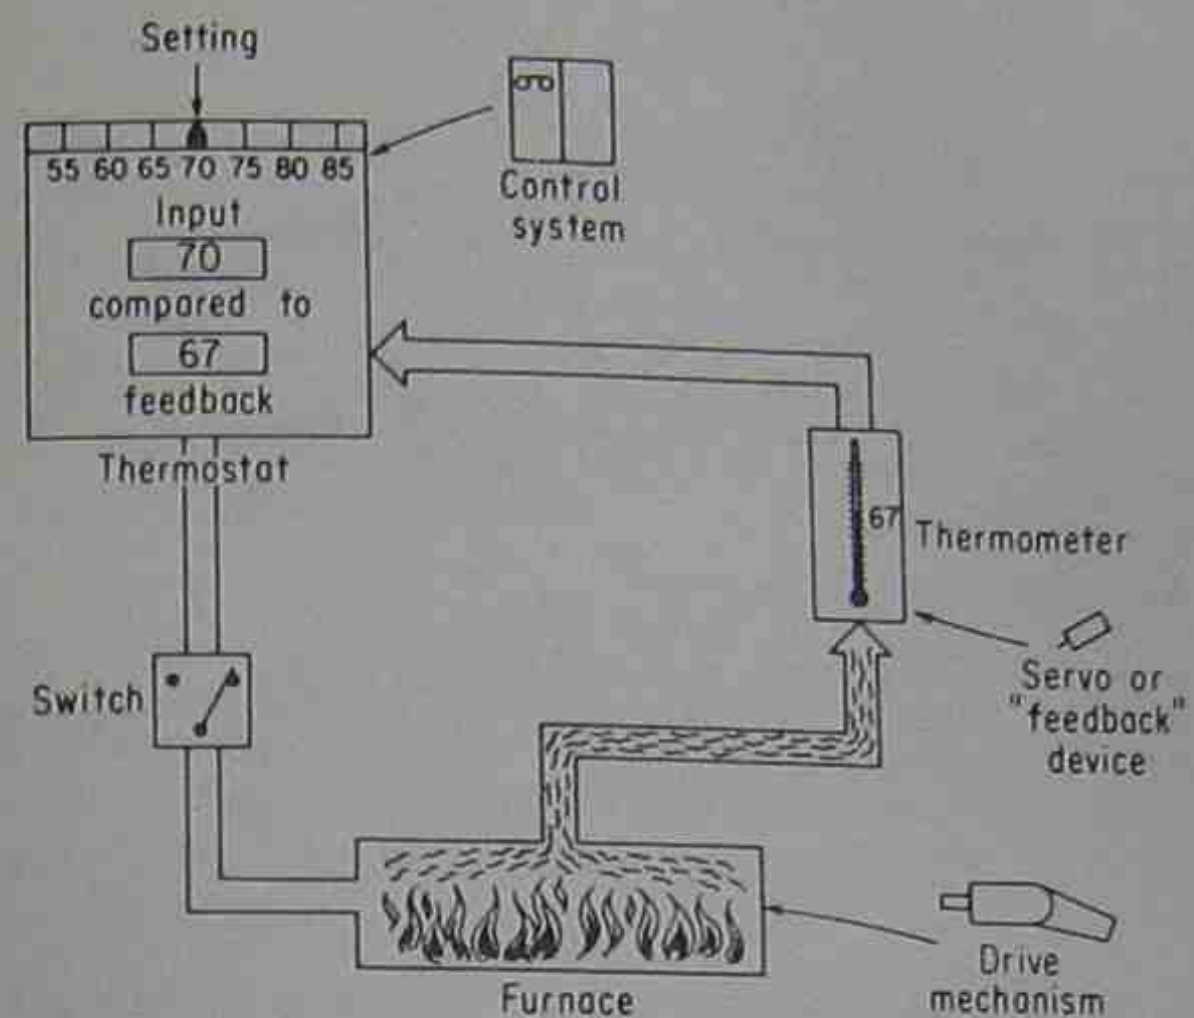 Setting
55 60 65 70 75 80 85
Input
70
compared to
67
feedback
Thermostat
Control
system
67
Thermometer
Servo or
"feedback"
device
Switch
Furnace
Drive
mechanism